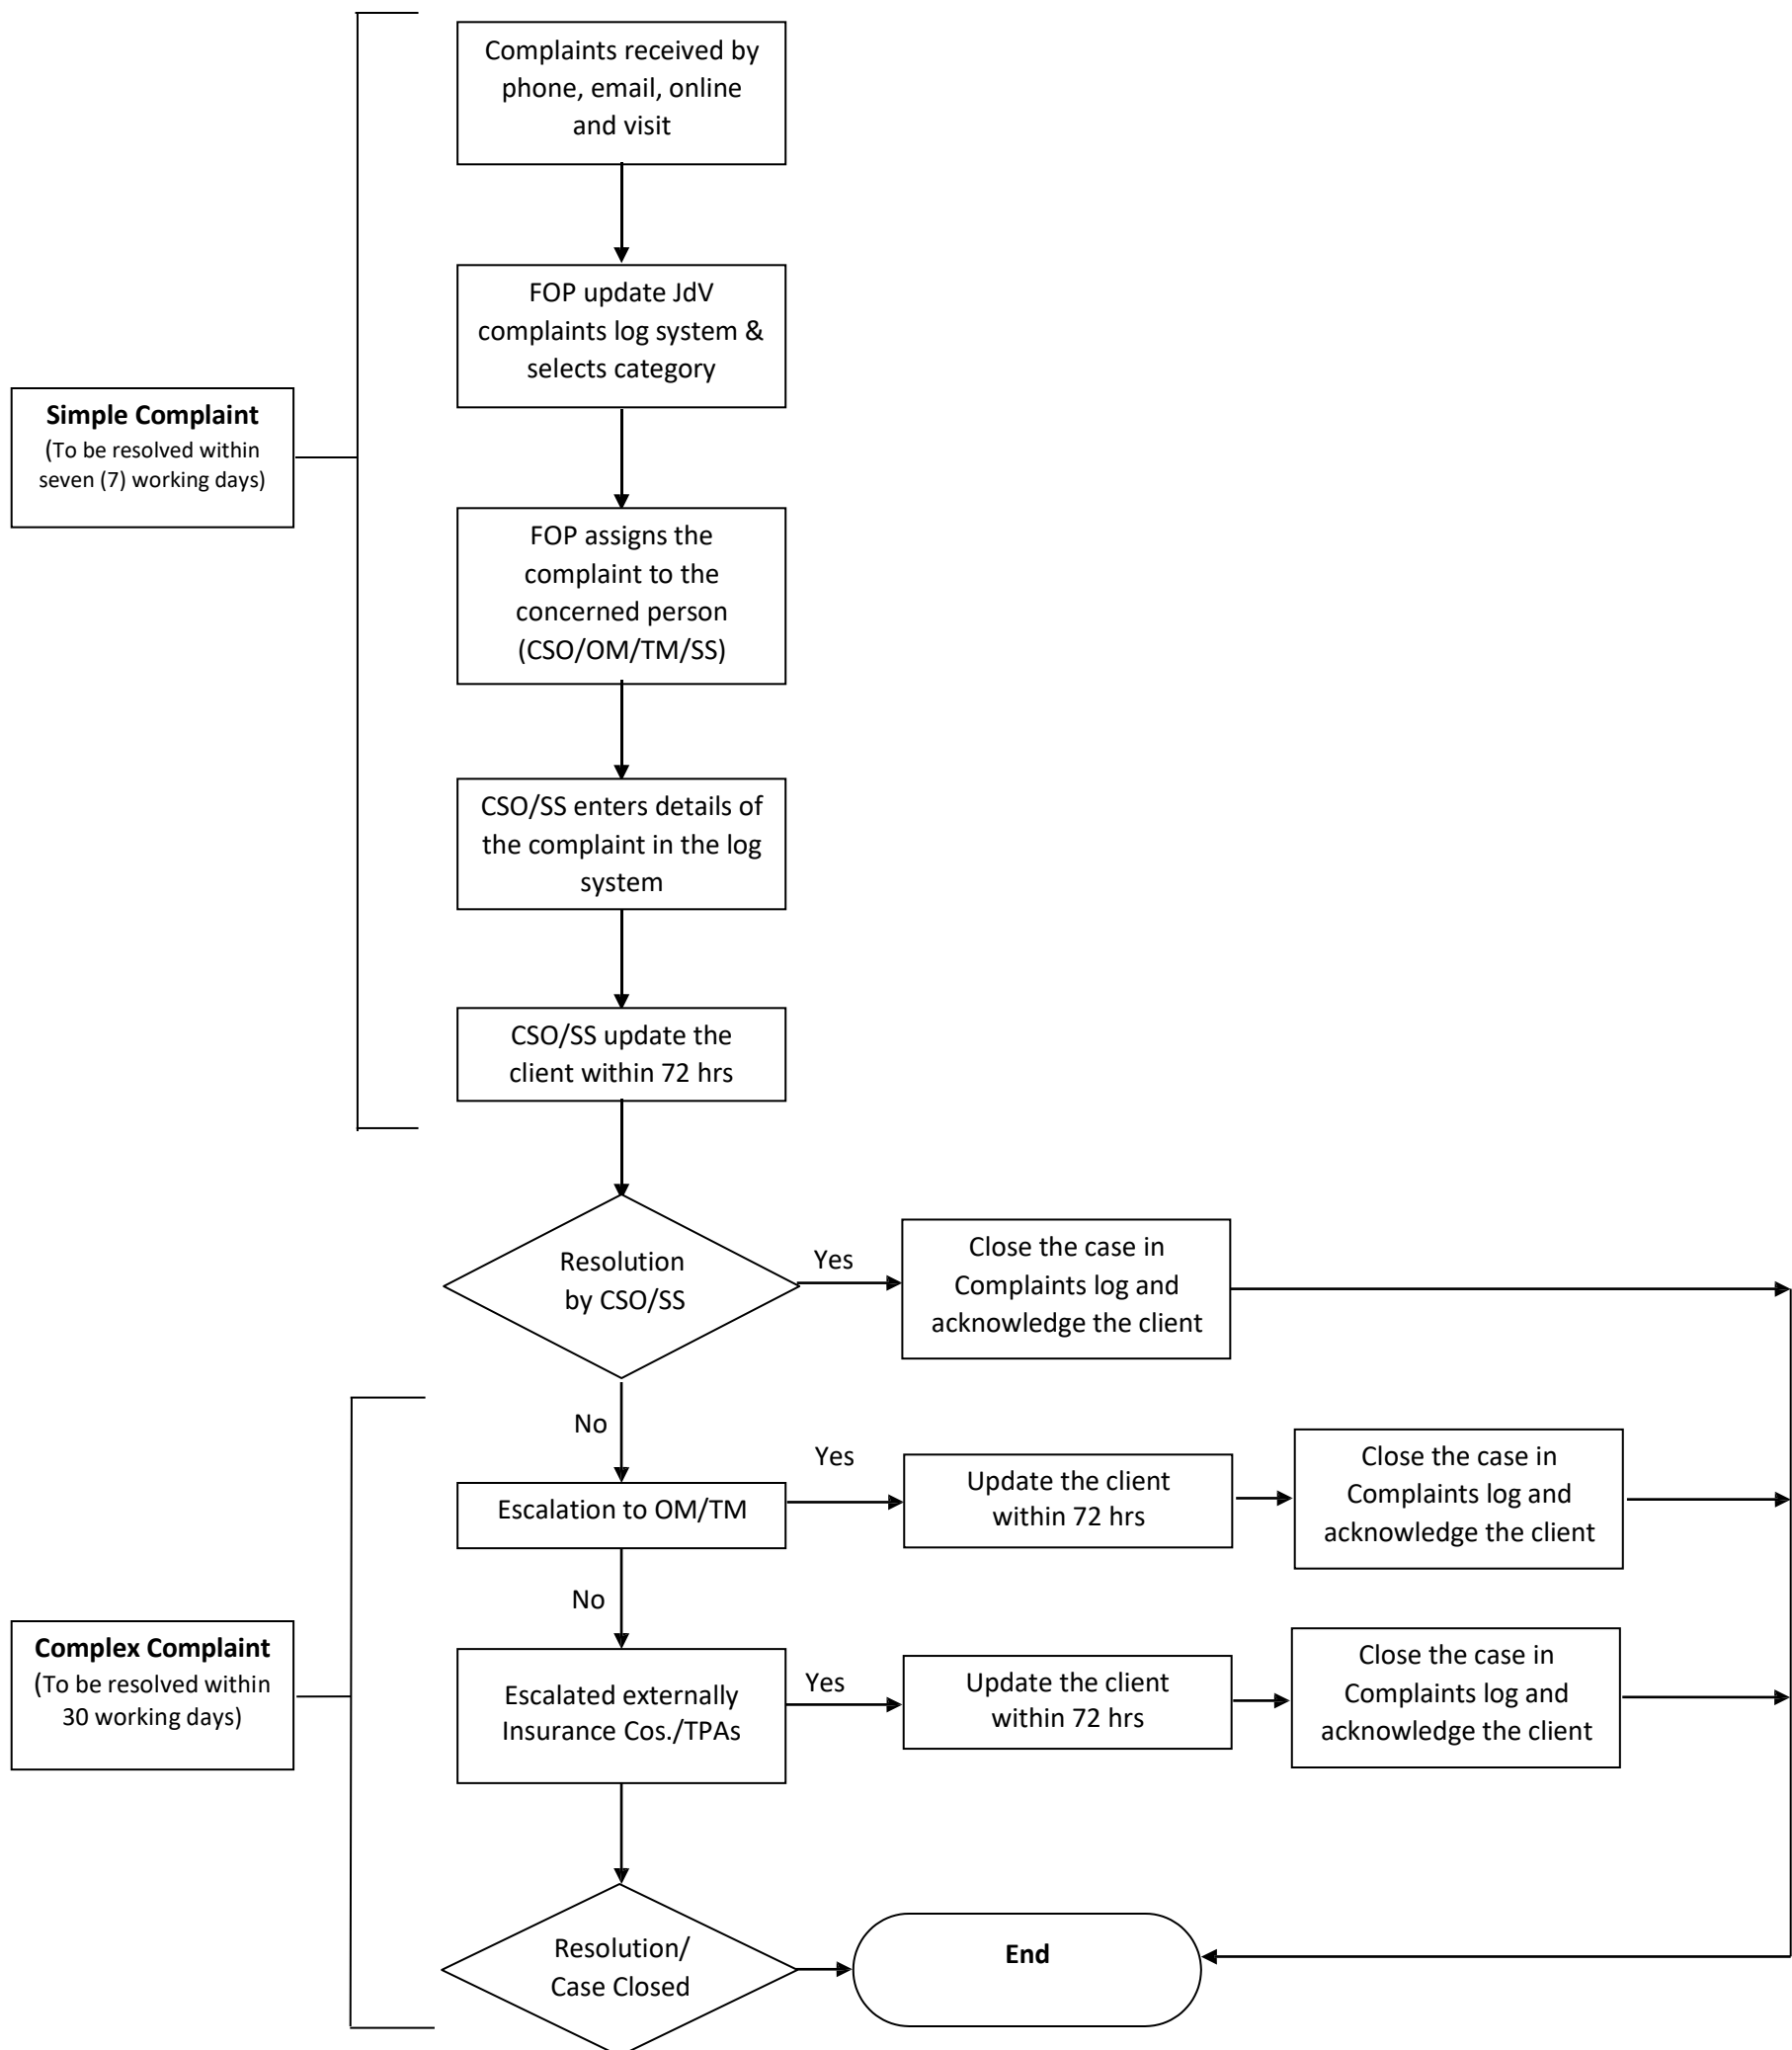 Complaints received by
phone, email, online
and visit
FOP update JdV
complaints log system &
selects category
Simple Complaint
(To be resolved within
seven (7) working days)
FOP assigns the
complaint to the
concerned person
(CSO/OM/TM/SS)
CSO/SS enters details of
the complaint in the log
system
CSO/SS update the
client within 72 hrs
Resolution
by CSO/SS
Yes
Close the case in
Complaints log and
acknowledge the client
No
Escalation to OM/TM
Yes
Update the client
within 72 hrs
Close the case in
Complaints log and
acknowledge the client
No
Complex Complaint
(To be resolved within
30 working days)
Escalated externally
Insurance Cos./TPAs
Yes
Update the client
within 72 hrs
Close the case in
Complaints log and
acknowledge the client
Resolution/
Case Closed
End